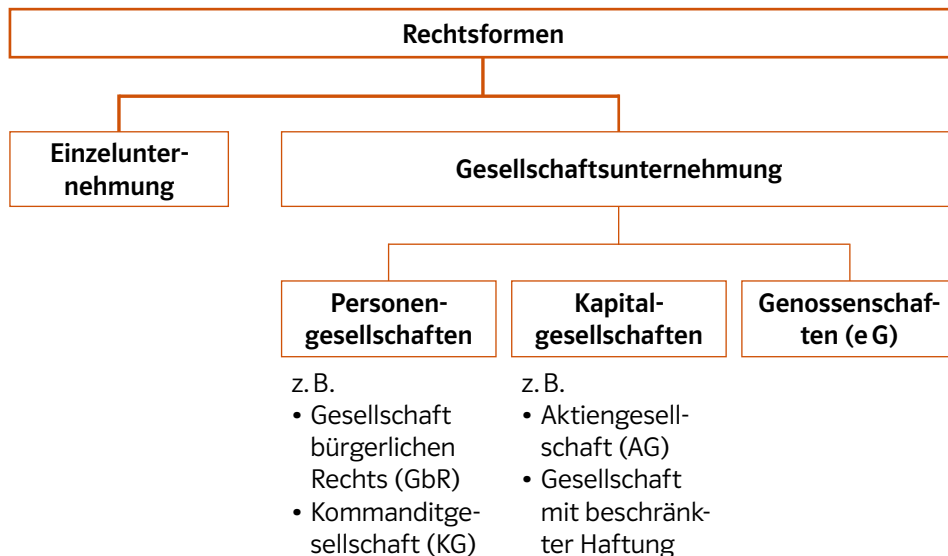 Rechtsformen
Einzelunter-
nehmung
Gesellschaftsunternehmung
Personen-
gesellschaften
Kapital-
gesellschaften
Genossenschaf-
ten (e G)
z. B.
• Gesellschaft
bürgerlichen
Rechts (GbR)
• Kommanditge-
sellschaft (KG)
z. B.
• Aktiengesell-
schaft (AG)
• Gesellschaft
mit beschränk-
ter Haftung